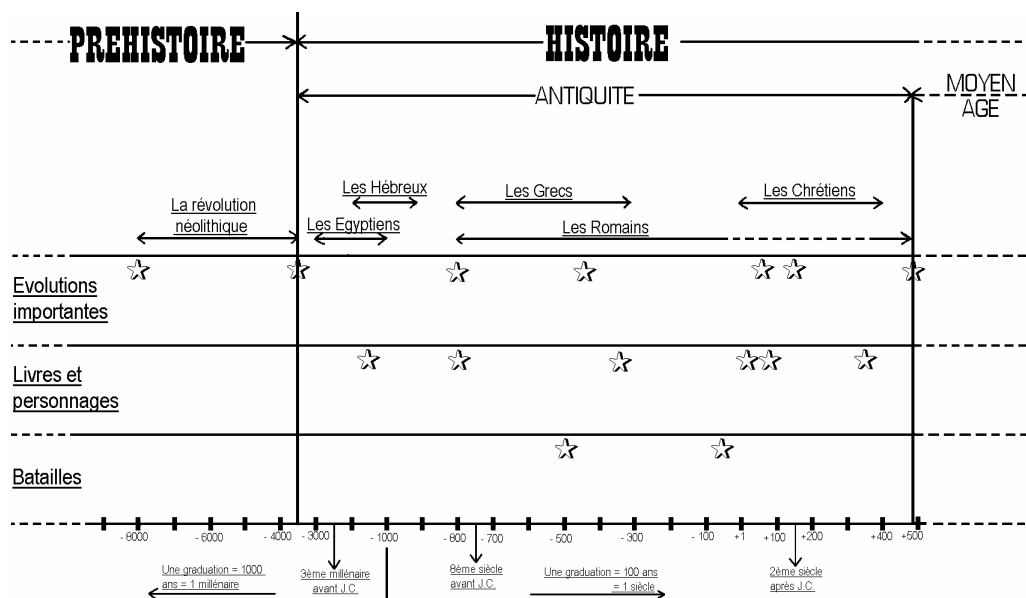 PREHISTOIRE
HISTOIRE
ANTIQUITE
MOYEN
AGE
Les Hébreux
Les Grecs
Les Chrétiens
La révolution
néolithique
Les Egyptiens
Les Romains
Evolutions
importantes
Livres et
personnages
Batailles
- 8000 - 6000 - 4000 - 3000 - 1000 - 800 - 700 - 500 - 300 - 100 +1 +100 +200 +400 +500
Une graduation = 1000
ans = 1 millénaire
3ème millénaire
avant J.C.
8ème siècle
avant J.C.
Une graduation = 100 ans
= 1 siècle
2ème siècle
après J.C.